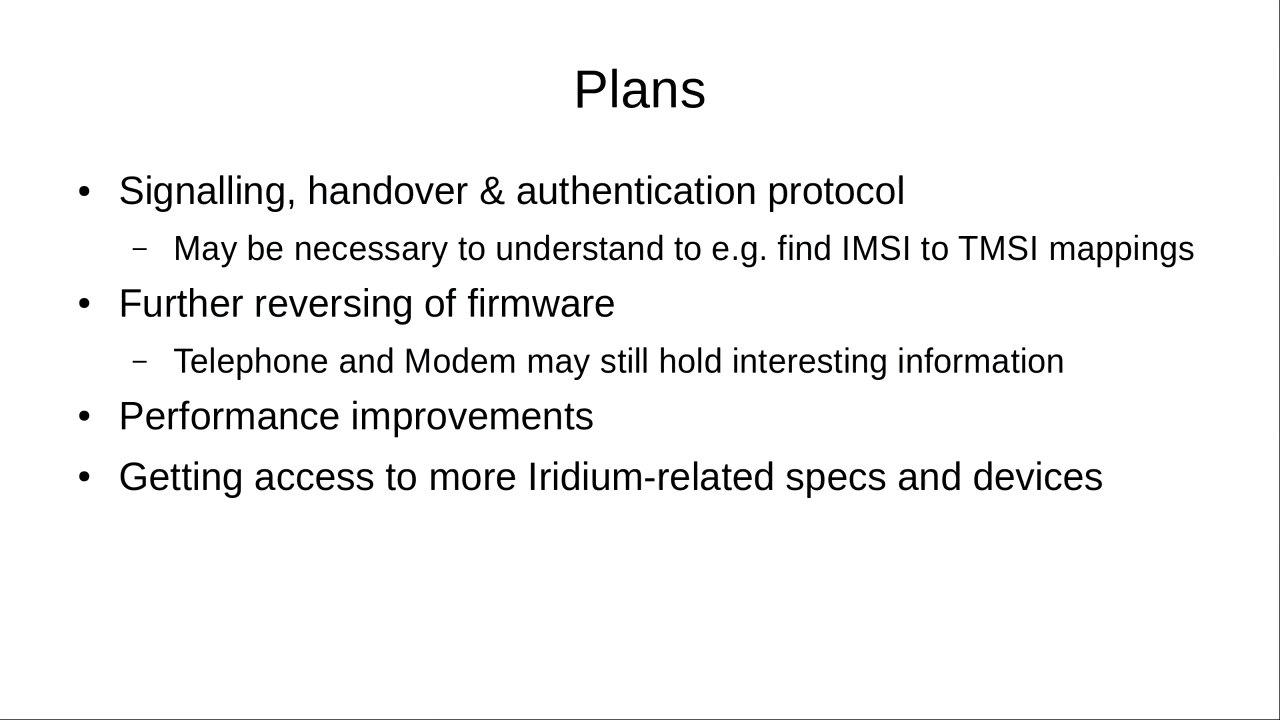 Plans
• Signalling, handover & authentication protocol
– May be necessary to understand to e.g. find IMSI to TMSI mappings
• Further reversing of firmware
– Telephone and Modem may still hold interesting information
• Performance improvements
• Getting access to more Iridium-related specs and devices